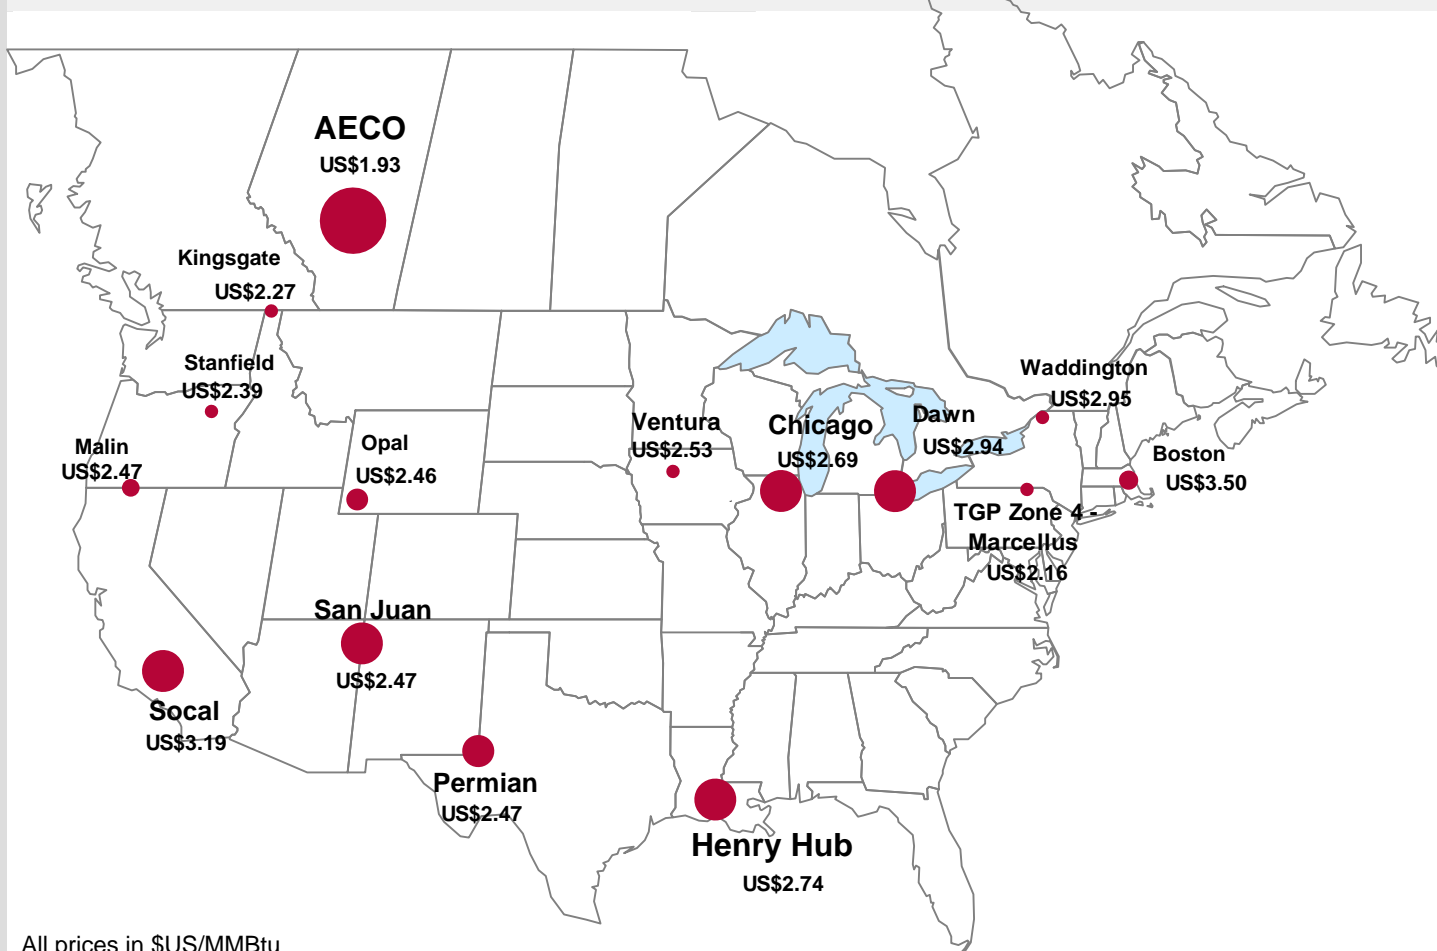 AECO
US$1.93
Kingsgate
US$2.27
Stanfield
US$2.39
Malin
US$2.47
Opal
US$2.46
Ventura
US$2.53
Chicago
US$2.69
Dawn
US$2.94
Waddington
US$2.95
Boston
US$3.50
TGP Zone 4 -
Marcellus
US$2.16
San Juan
US$2.47
Socal
US$3.19
Permian
US$2.47
Henry Hub
US$2.74
All prices in $US/MMBtu